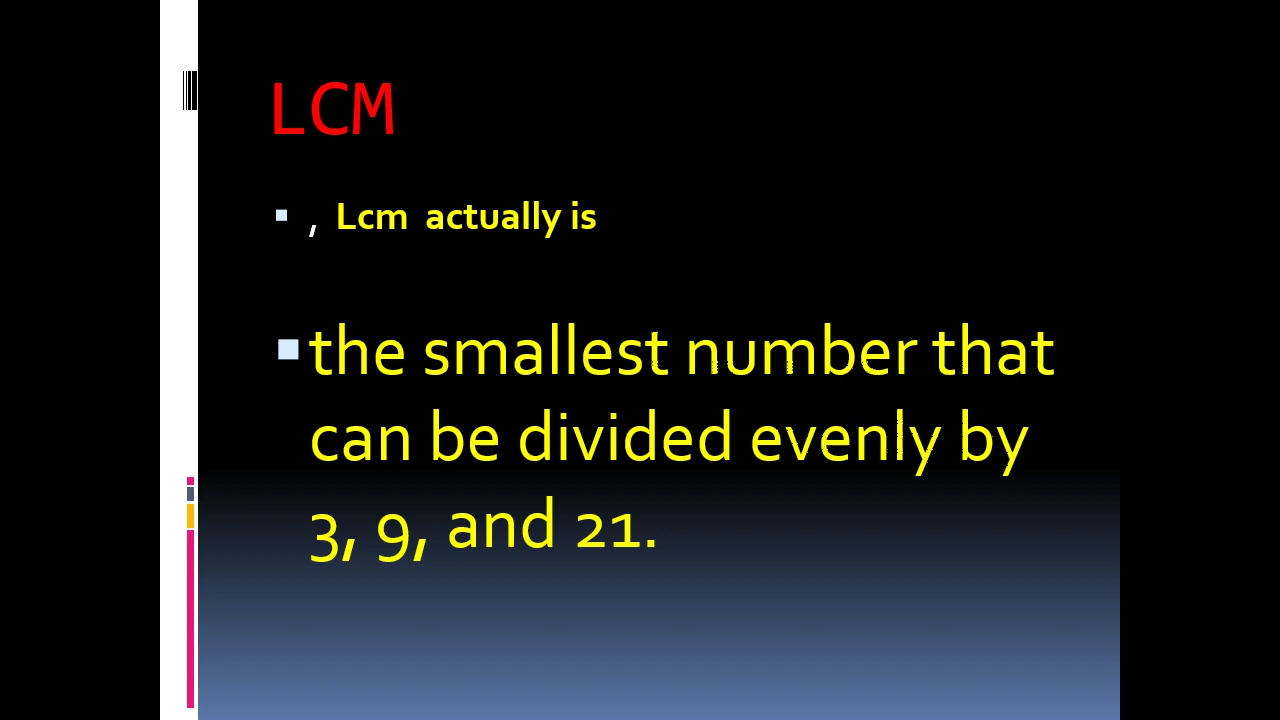 LCM
, Lcm actually is
the smallest number that
can be divided evenly by
3, 9, and 21.